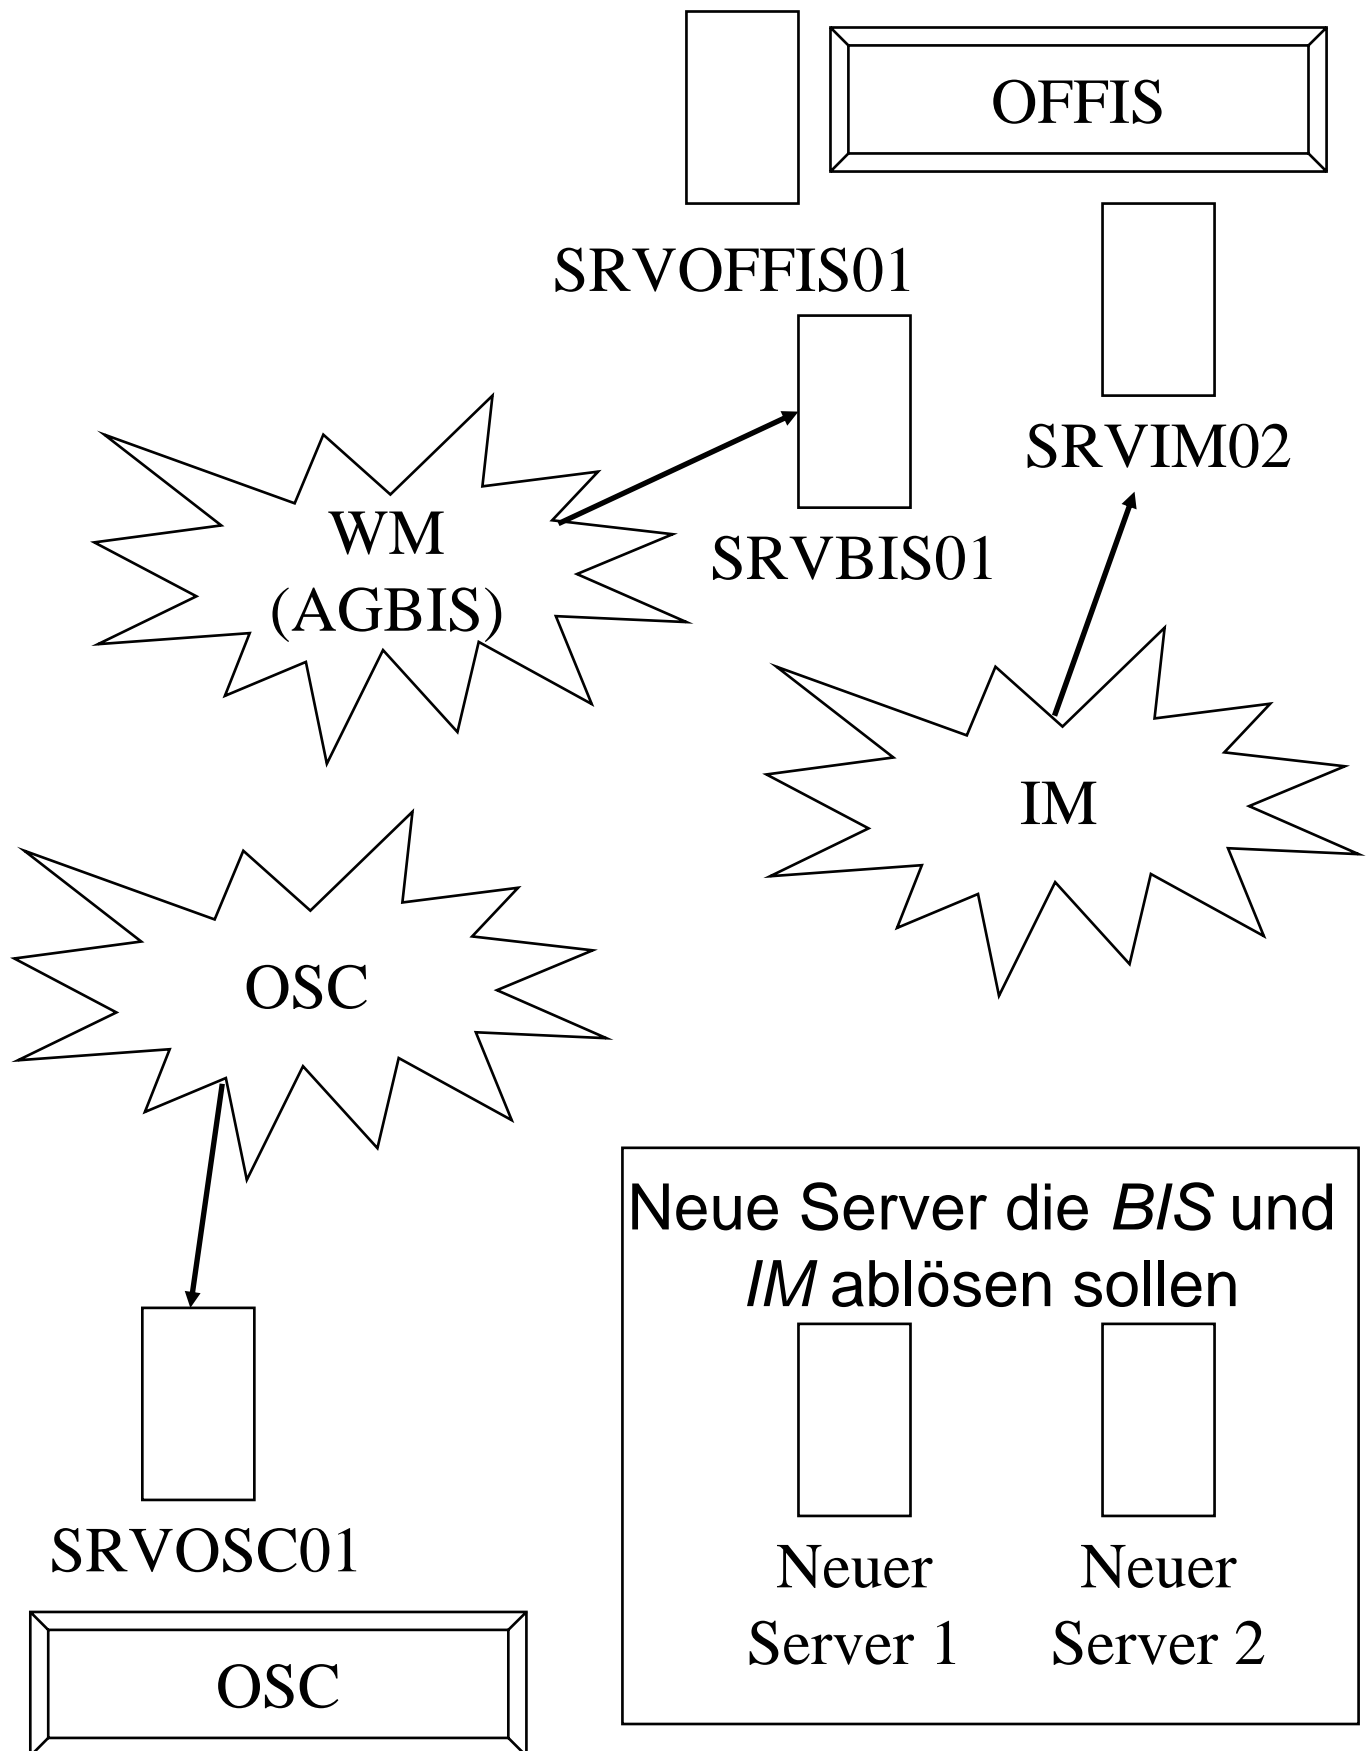 OFFIS
SRVOFFIS01
SRVIM02
WM
(AGBIS)
SRVBIS01
IM
OSC
Neue Server die BIS und
IM ablösen sollen
SRVOSC01
Neuer
Server 1
Neuer
Server 2
OSC